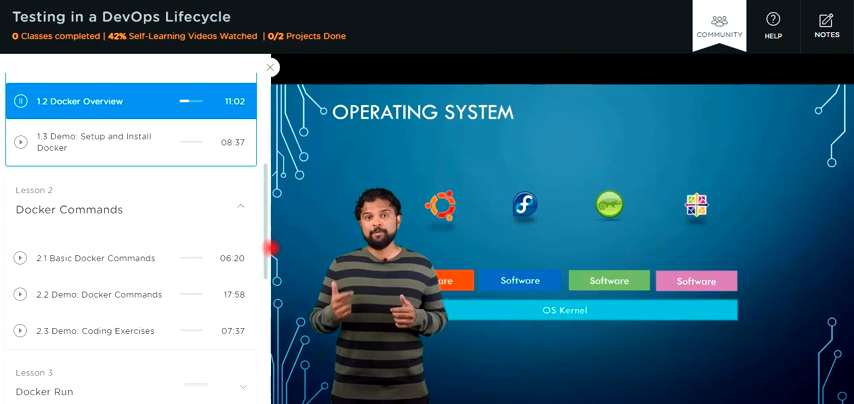 Testing in a DevOps Lifecycle
0 Classes completed | 42% Self-Learning Videos Watched | 0/2 Projects Done
COMMUNITY
HELP
NOTES
1.2 Docker Overview 11:02
1.3 Demo: Setup and Install
Docker 08:37
Lesson 2
Docker Commands
2.1 Basic Docker Commands 06:20
2.2 Demo: Docker Commands 17:58
2.3 Demo: Coding Exercises 07:37
Lesson 3
Docker Run
OPERATING SYSTEM
are Software Software Software
OS Kernel